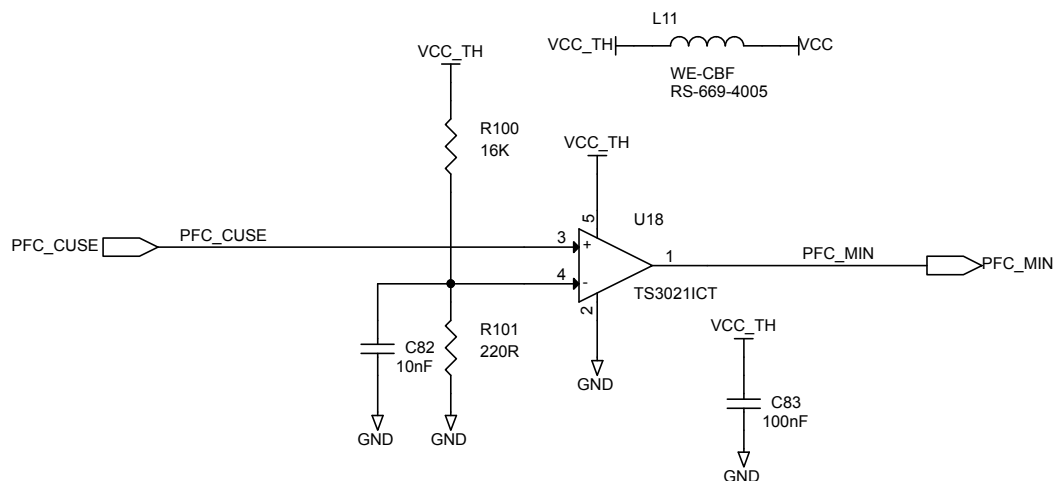 L11
VCC_TH
VCC
WE-CBF
RS-669-4005
VCC_TH
R100
16K
VCC_TH
5
U18
PFC_CUSE
PFC_CUSE
3
+
1
PFC_MIN
PFC_MIN
4
-
2
TS3021ICT
C82
10nF
R101
220R
GND
VCC_TH
C83
100nF
GND
GND
GND